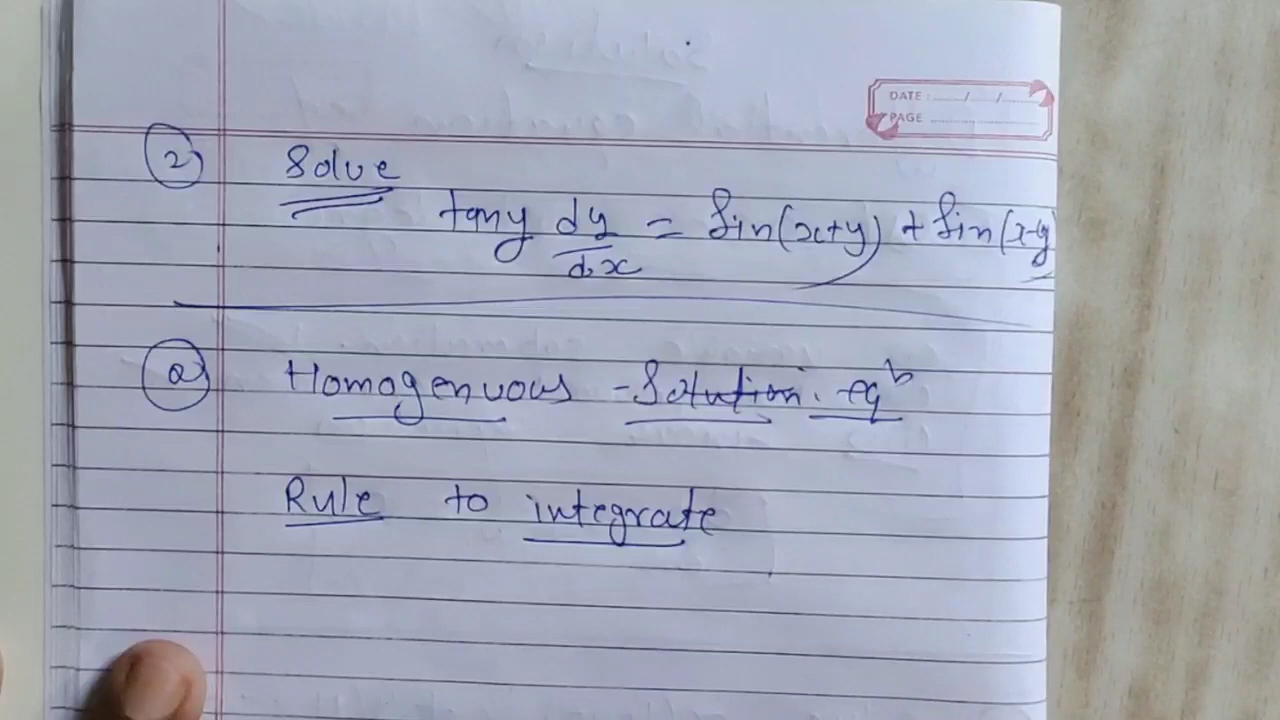 DATE : ....../....../......
PAGE ..................
② Solve
tany dy/dx = Sin(x+y) + Sin(x-y)
ⓐ Homogenuous - Solution. eqⁿ
Rule to integrate